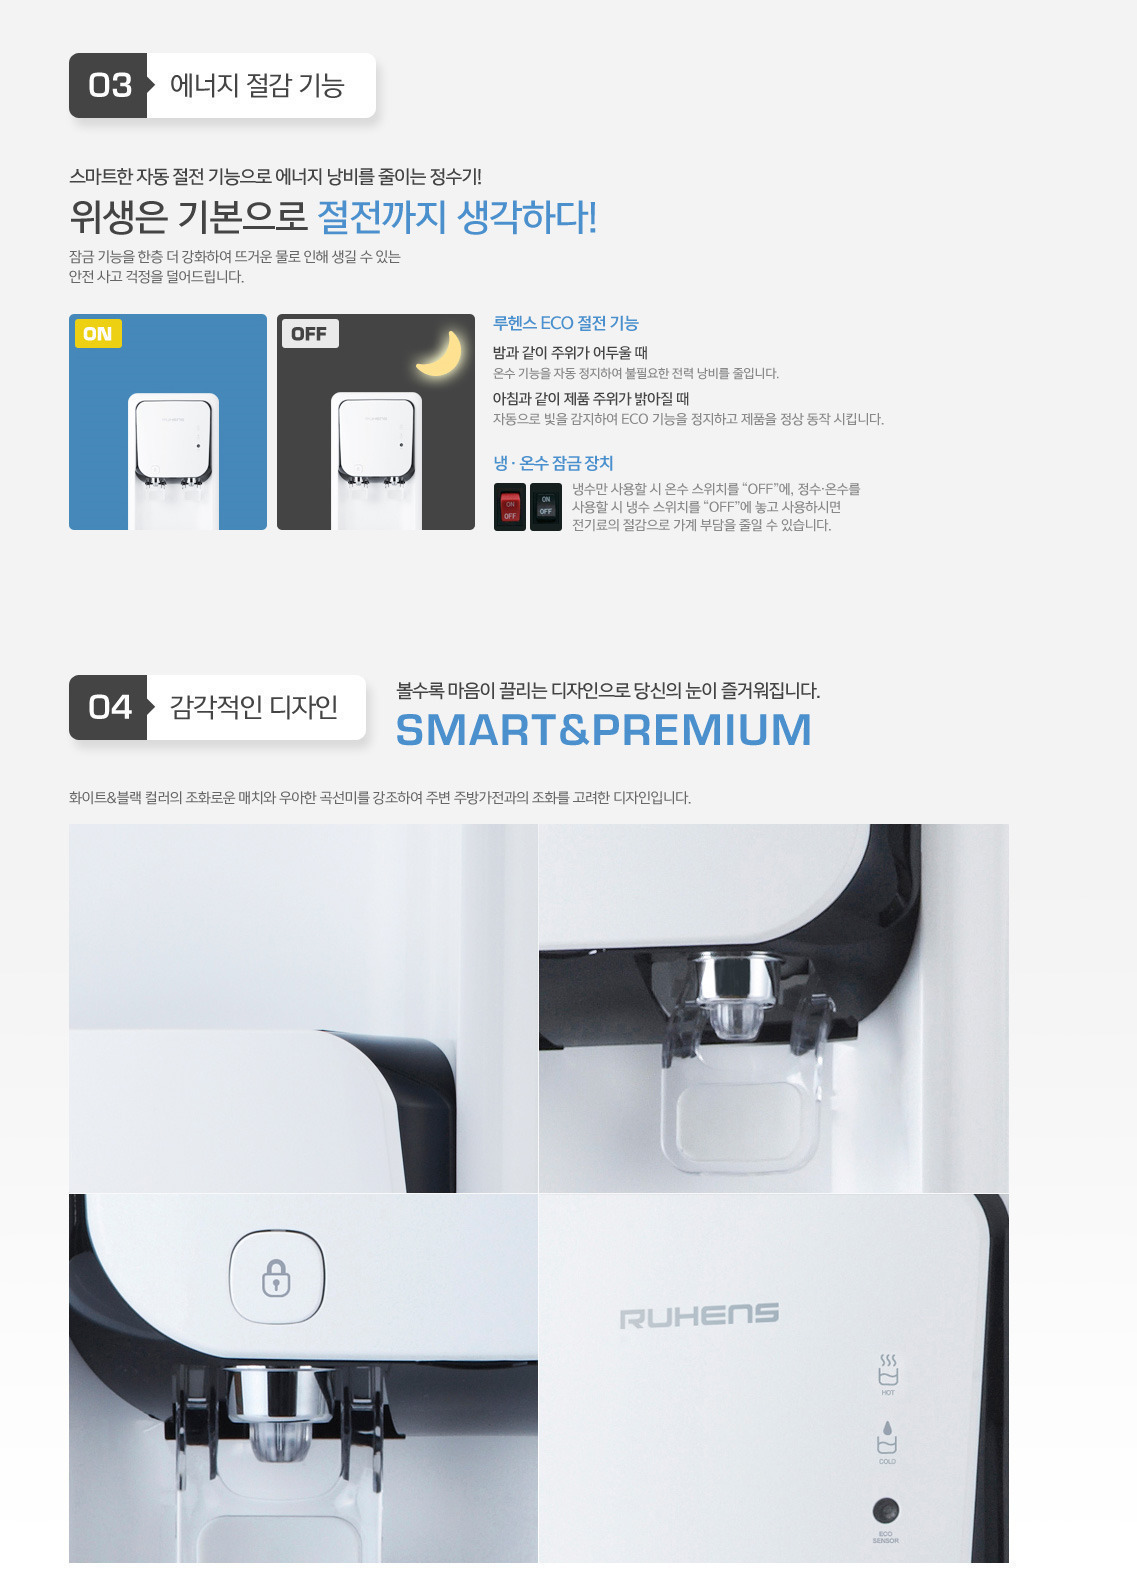 03 에너지 절감 기능
스마트한 자동 절전 기능으로 에너지 낭비를 줄이는 정수기!
위생은 기본으로 절전까지 생각하다!
잠금 기능을 한층 더 강화하여 뜨거운 물로 인해 생길 수 있는
안전 사고 걱정을 덜어드립니다.
ON
OFF
루헨스 ECO 절전 기능
밤과 같이 주위가 어두울 때
온수 기능을 자동 정지하여 불필요한 전력 낭비를 줄입니다.
아침과 같이 제품 주위가 밝아질 때
자동으로 빛을 감지하여 ECO 기능을 정지하고 제품을 정상 동작 시킵니다.
냉 · 온수 잠금 장치
ON
OFF
ON
OFF
냉수만 사용할 시 온수 스위치를 “OFF”에, 정수·온수를
사용할 시 냉수 스위치를 “OFF”에 놓고 사용하시면
전기료의 절감으로 가계 부담을 줄일 수 있습니다.
04 감각적인 디자인
볼수록 마음이 끌리는 디자인으로 당신의 눈이 즐거워집니다.
SMART&PREMIUM
화이트&블랙 컬러의 조화로운 매치와 우아한 곡선미를 강조하여 주변 주방가전과의 조화를 고려한 디자인입니다.
RUHENS
HOT
COLD
ECO
SENSOR